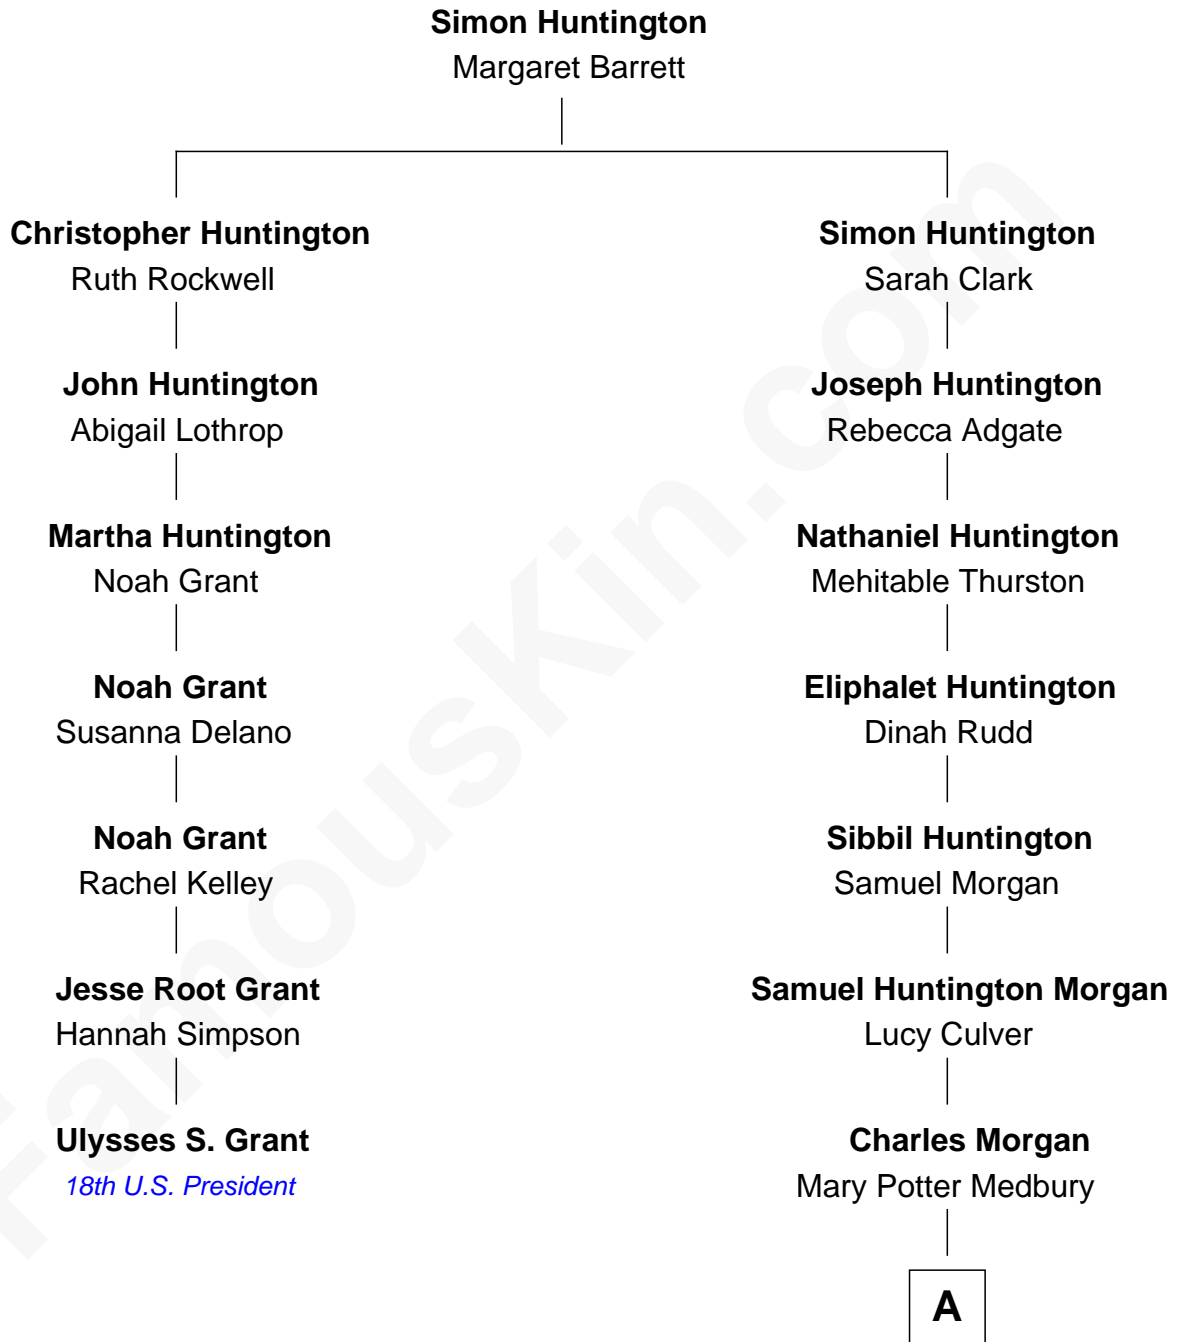 Simon Huntington
Margaret Barrett
Christopher Huntington
Ruth Rockwell
John Huntington
Abigail Lothrop
Martha Huntington
Noah Grant
Noah Grant
Susanna Delano
Noah Grant
Rachel Kelley
Jesse Root Grant
Hannah Simpson
Ulysses S. Grant
18th U.S. President
Simon Huntington
Sarah Clark
Joseph Huntington
Rebecca Adgate
Nathaniel Huntington
Mehitable Thurston
Eliphalet Huntington
Dinah Rudd
Sibbil Huntington
Samuel Morgan
Samuel Huntington Morgan
Lucy Culver
Charles Morgan
Mary Potter Medbury
A
FamousKin.com